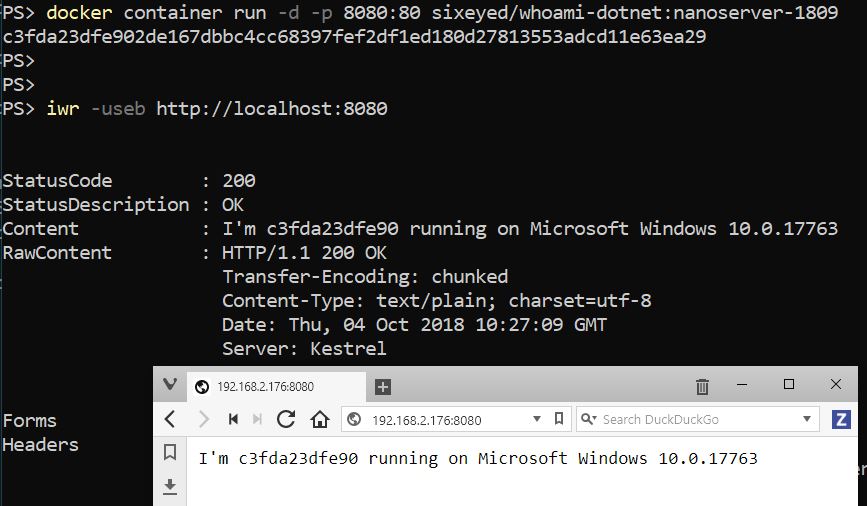 PS> docker container run -d -p 8080:80 sixeyed/whoami-dotnet:nanoserver-1809
c3fda23dfe902de167dbbc4cc68397fef2df1ed180d27813553adcd11e63ea29
PS>
PS>
PS> iwr -useb http://localhost:8080
StatusCode : 200
StatusDescription : OK
Content : I'm c3fda23dfe90 running on Microsoft Windows 10.0.17763
RawContent : HTTP/1.1 200 OK
Transfer-Encoding: chunked
Content-Type: text/plain; charset=utf-8
Date: Thu, 04 Oct 2018 10:27:09 GMT
Server: Kestrel
192.168.2.176:8080
192.168.2.176:8080 Search DuckDuckGo Z
Forms
Headers
I'm c3fda23dfe90 running on Microsoft Windows 10.0.17763